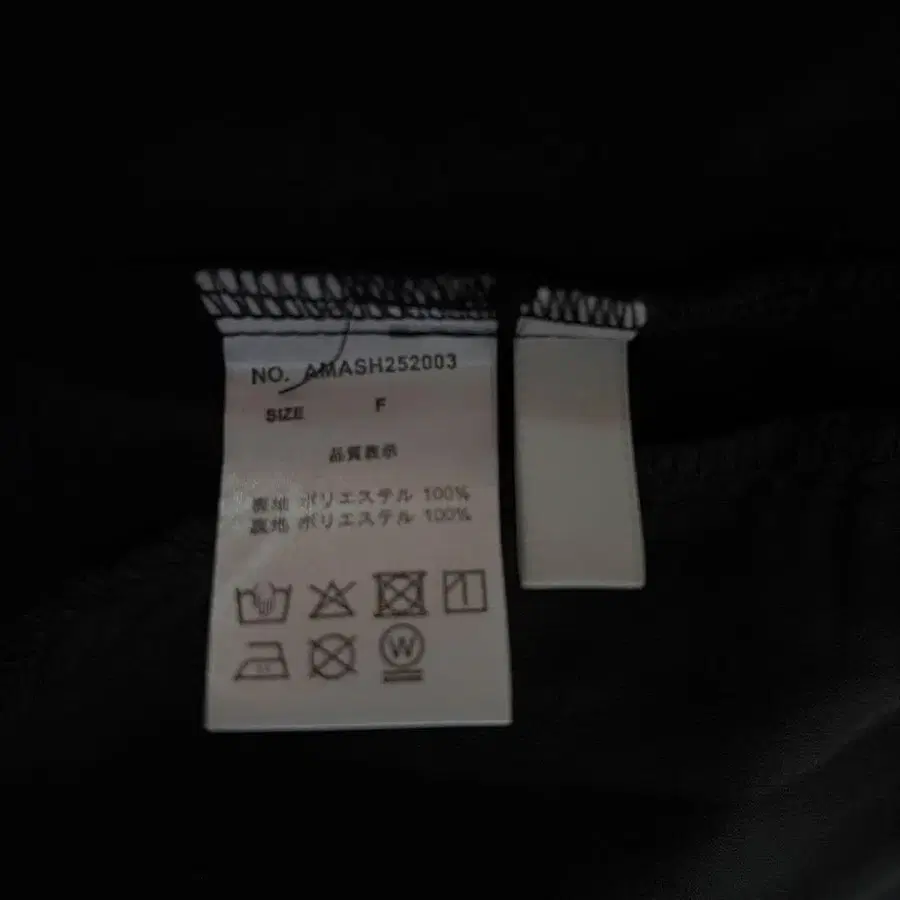 NO. AMASH252003
SIZE F
品質表示
表地 ポリエステル 100%
裏地 ポリエステル 100%
W